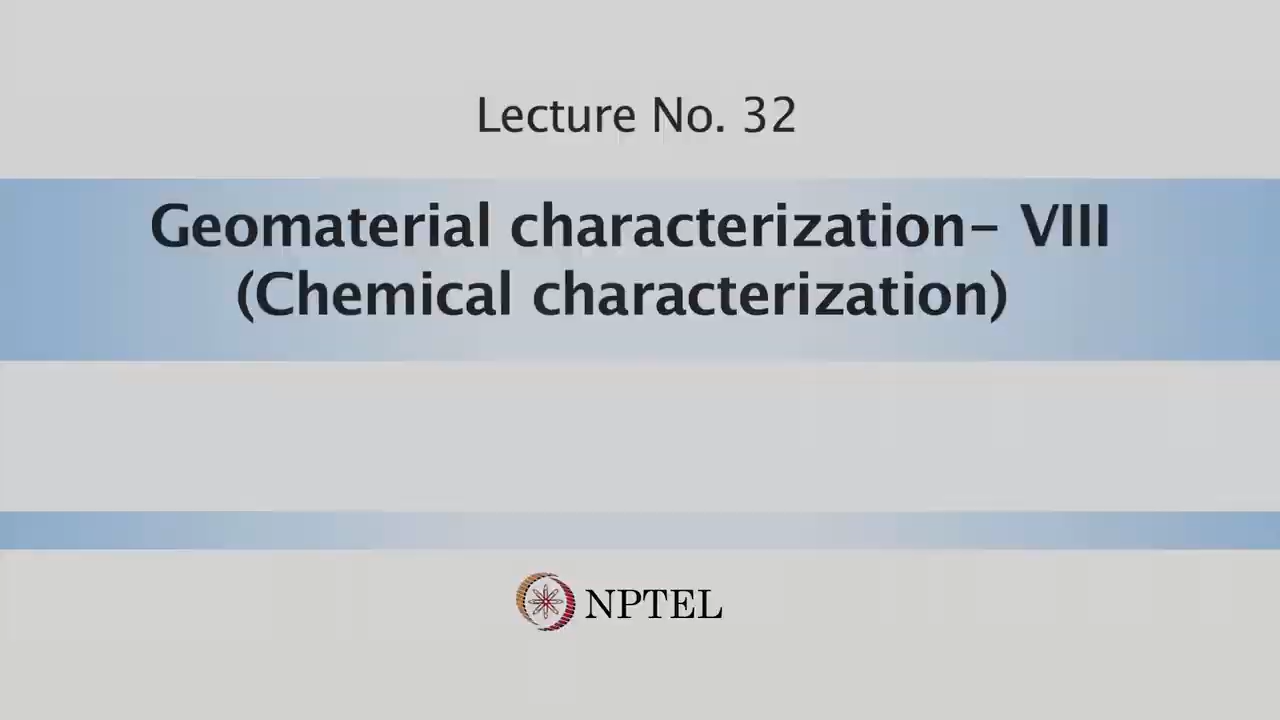 Lecture No. 32
Geomaterial characterization– VIII
(Chemical characterization)
NPTEL